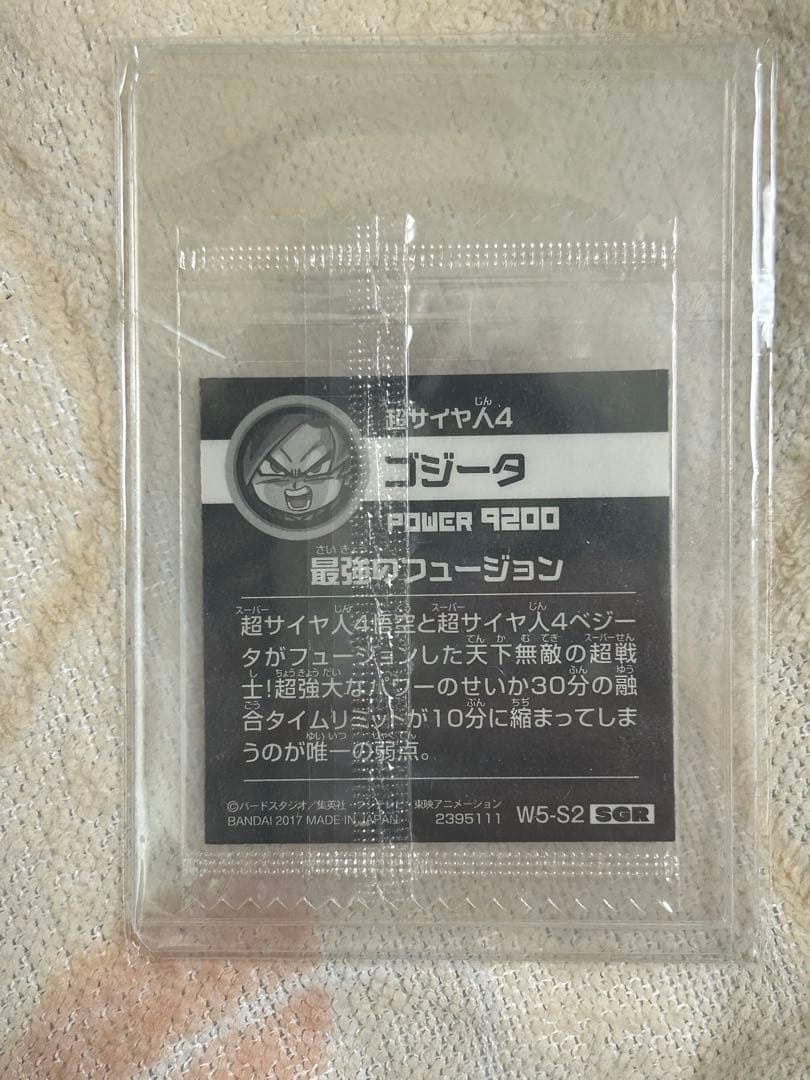 超サイヤ人4
ゴジータ
POWER 9200
最強のフュージョン
超サイヤ人4悟空と超サイヤ人4ベジー
タがフュージョンした天下無敵の超戦
士!超強大なパワーのせいか30分の融
合タイムリミットが10分に縮まってしま
うのが唯一の弱点。
©バードスタジオ/集英社・フジテレビ・東映アニメーション
BANDAI 2017 MADE IN JAPAN 2395111 W5-S2 SGR